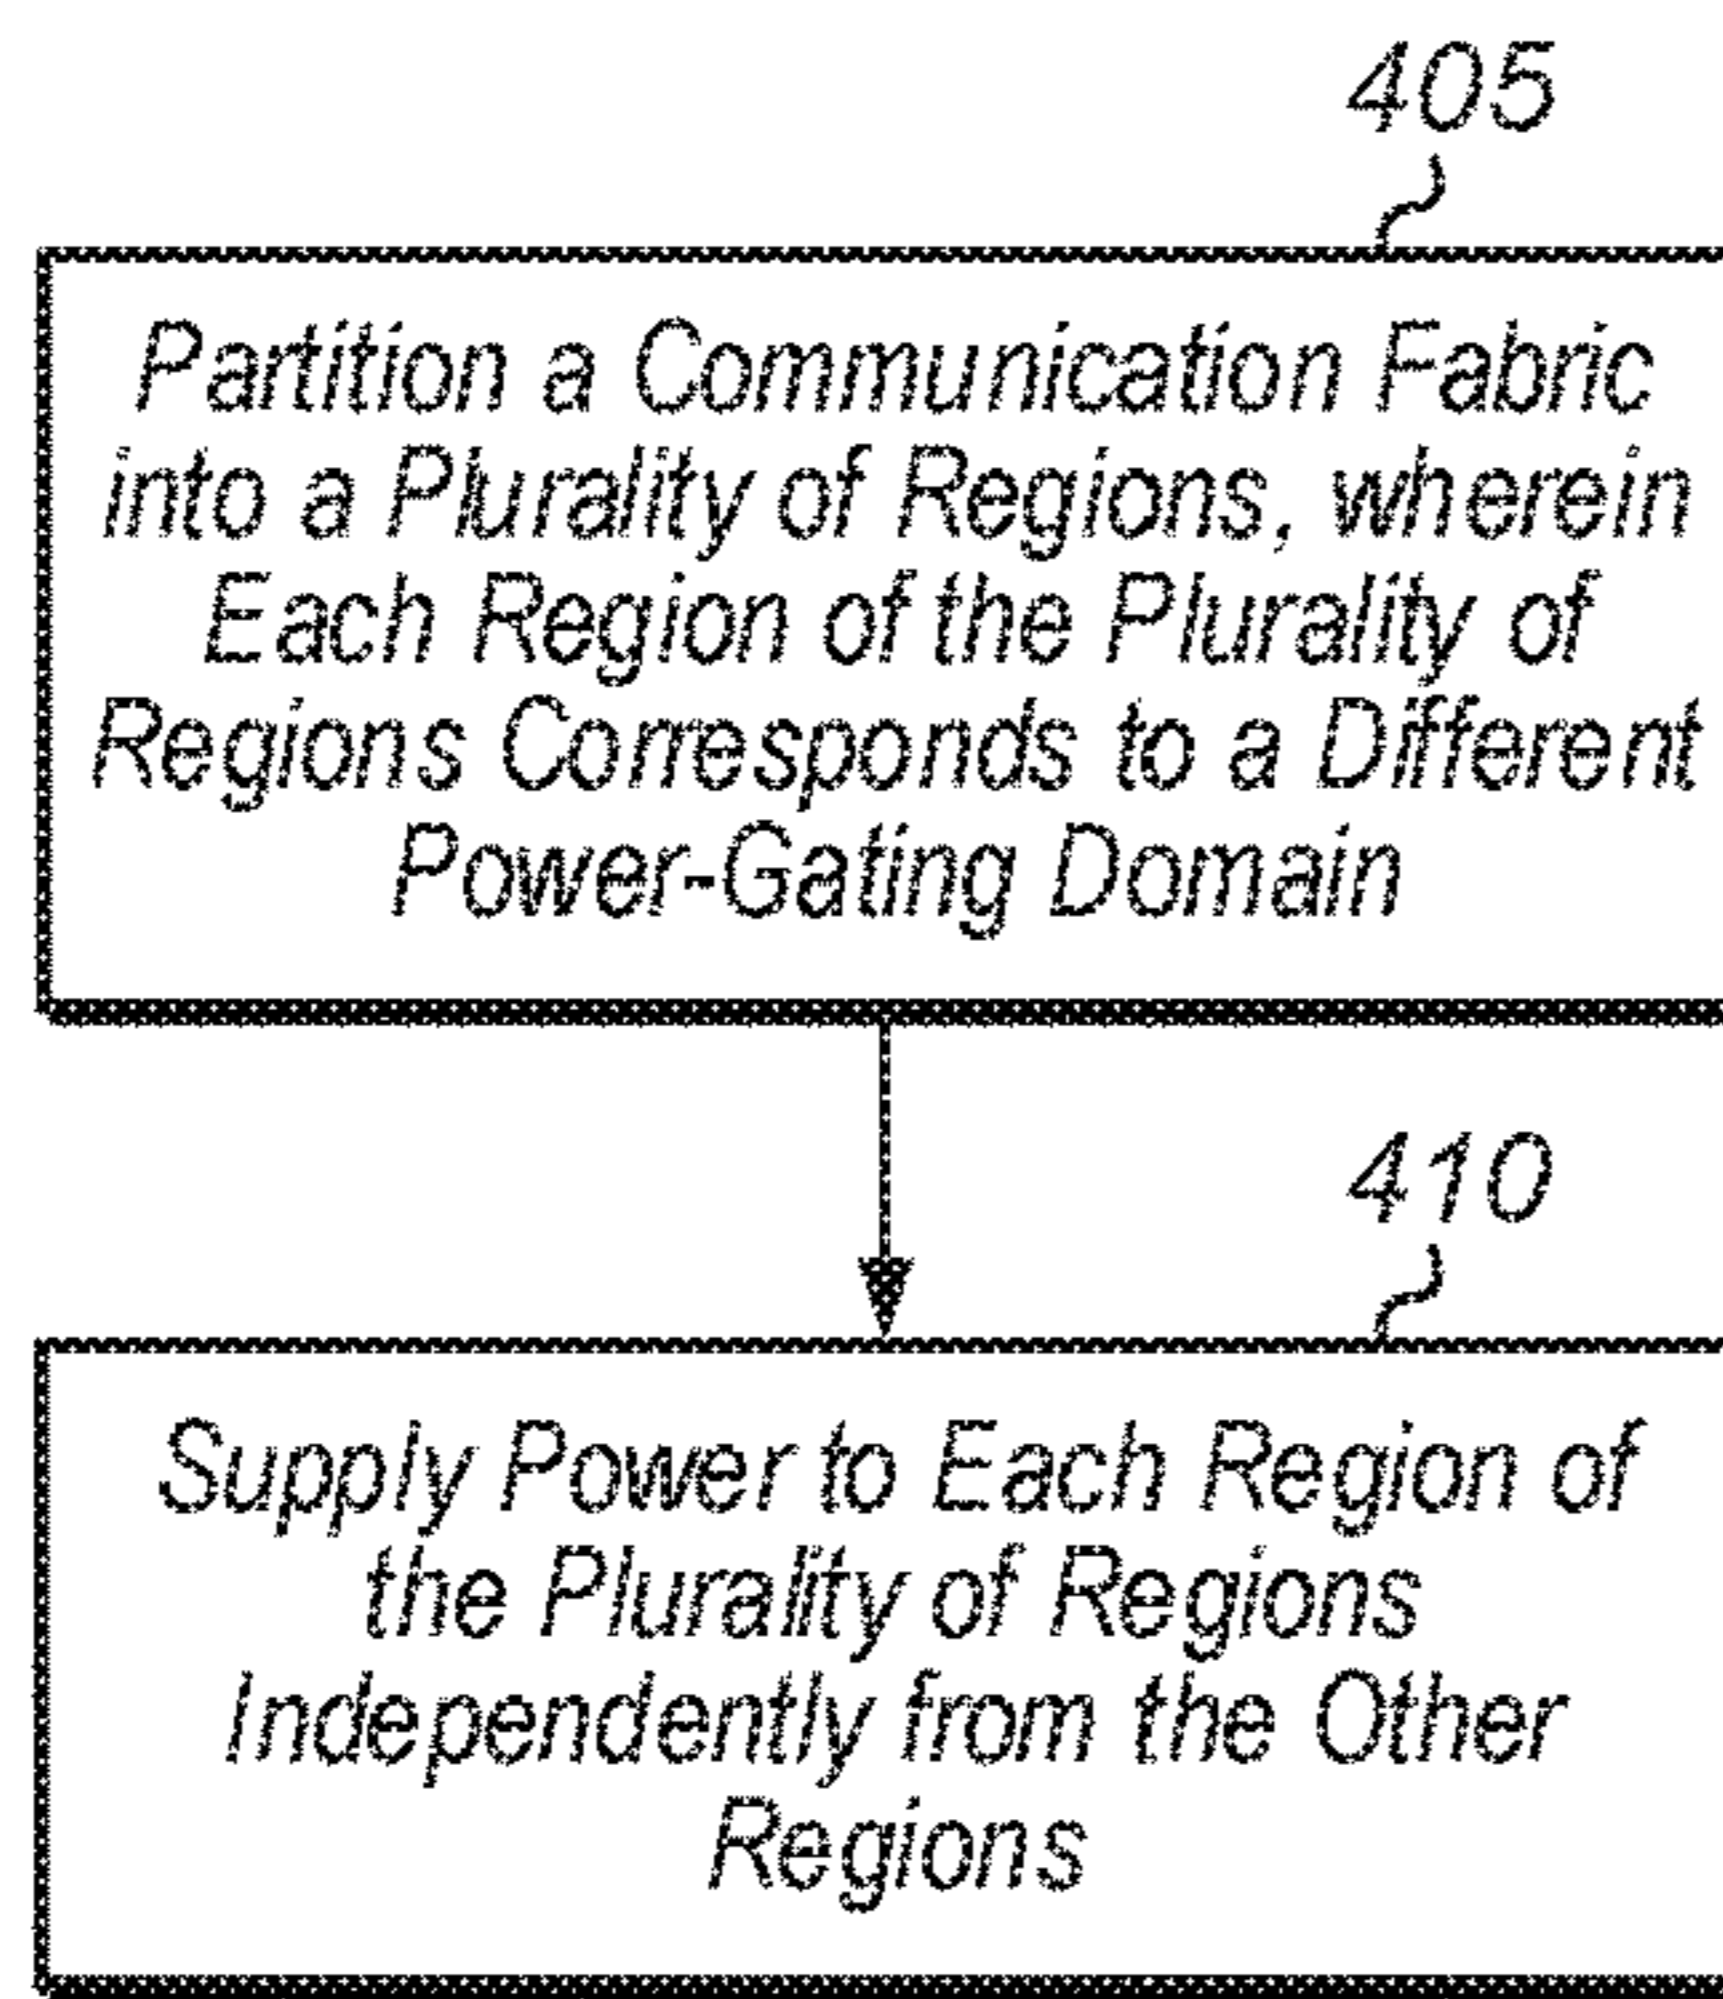 405
Partition a Communication Fabric
into a Plurality of Regions, wherein
Each Region of the Plurality of
Regions Corresponds to a Different
Power-Gating Domain
410
Supply Power to Each Region of
the Plurality of Regions
Independently from the Other
Regions